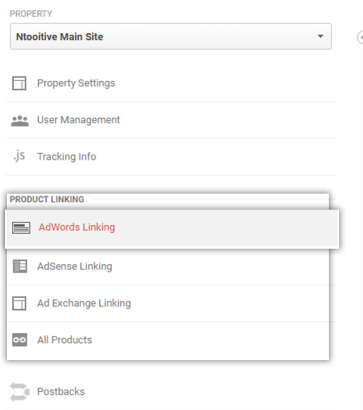 PROPERTY
Ntooitive Main Site
Property Settings
User Management
.js Tracking Info
PRODUCT LINKING
AdWords Linking
AdSense Linking
Ad Exchange Linking
All Products
Postbacks